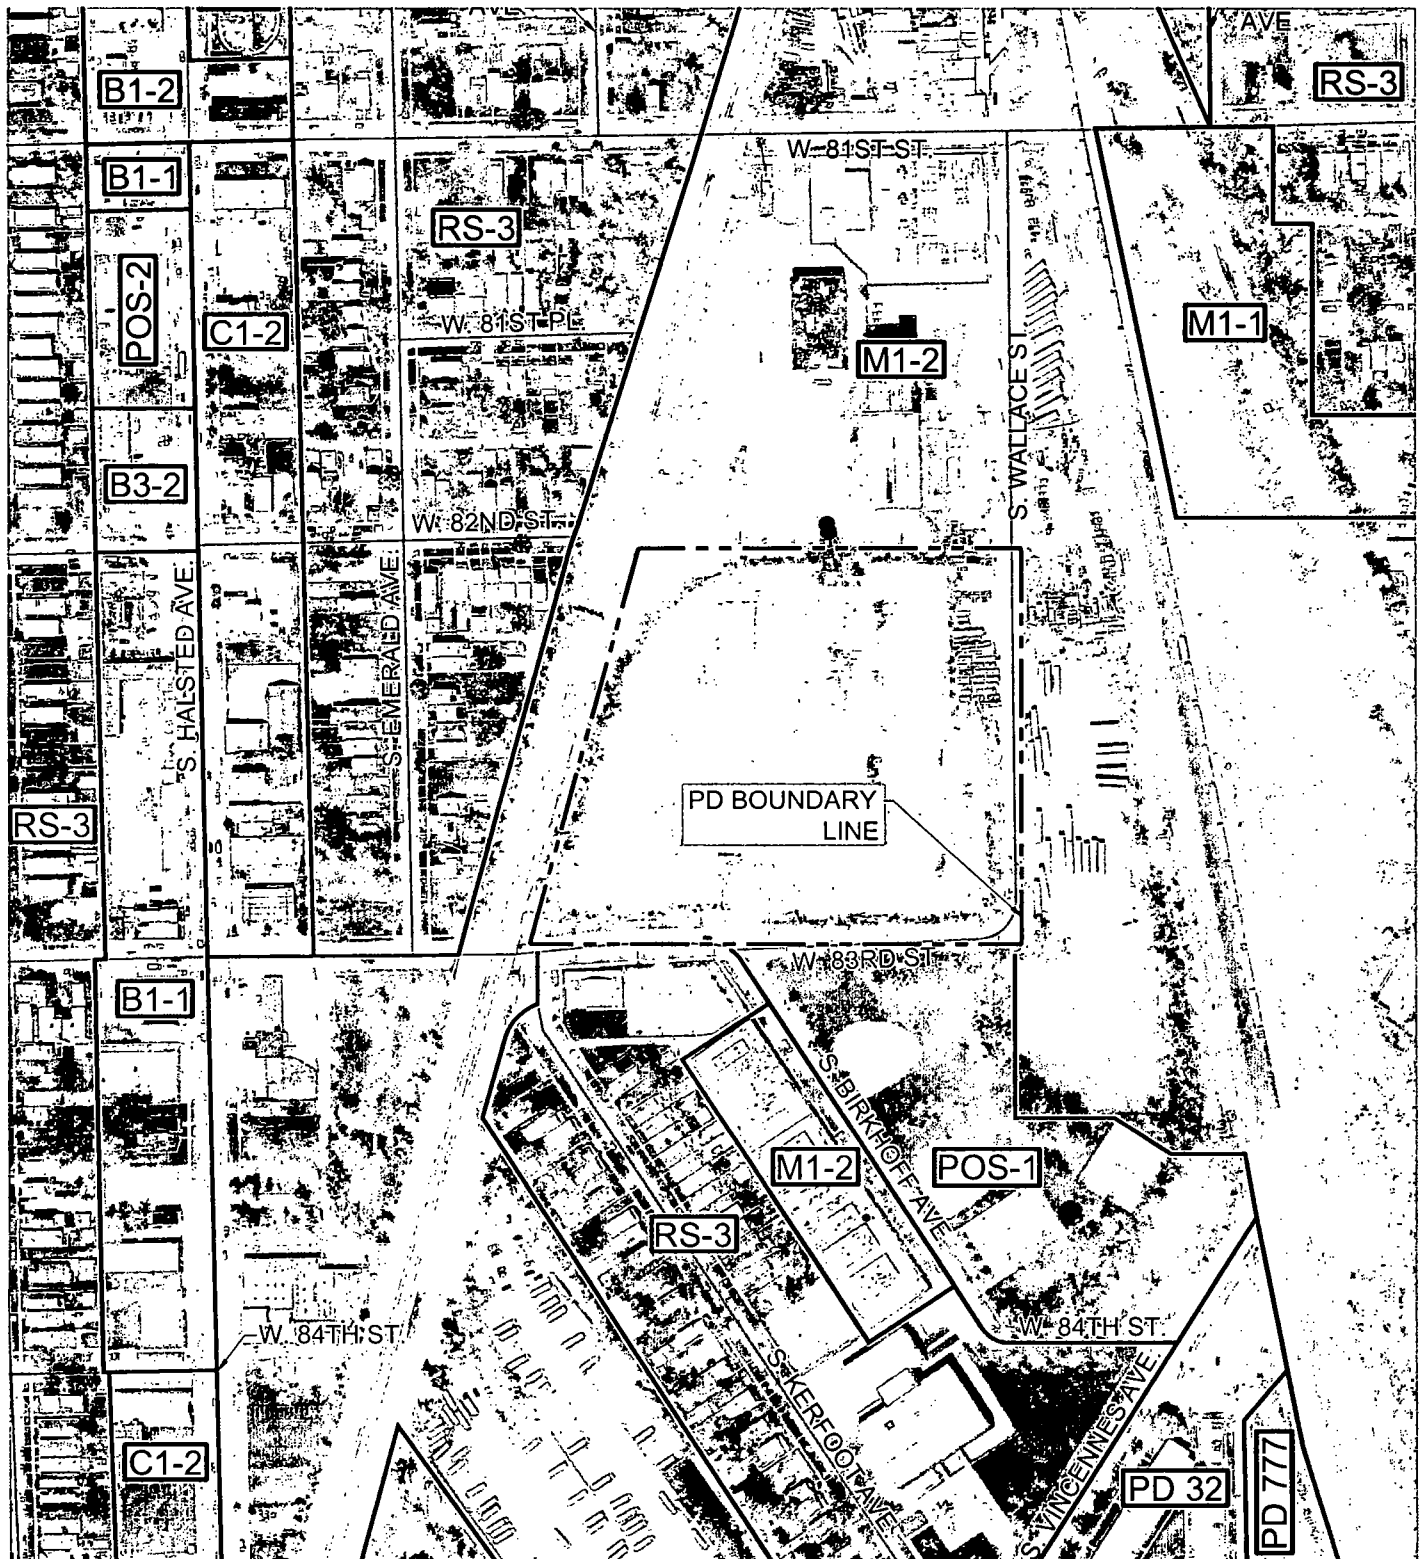 AVE
AVE
B1-2
RS-3
W. 81ST ST.
B1-1
RS-3
POS-2
C1-2
W. 81ST PL
M1-2
M1-1
S. WALLACE ST.
B3-2
W. 82ND ST.
S. HALSTED AVE.
S. EMERALD AVE.
PD BOUNDARY
LINE
RS-3
W. 83RD ST.
B1-1
S. BIRKHOFF AVE
M1-2
POS-1
RS-3
W. 84TH ST.
W. 84TH ST.
S. KERFOOT AVE.
S. VINCENNES AVE.
C1-2
PD 32
PD 777